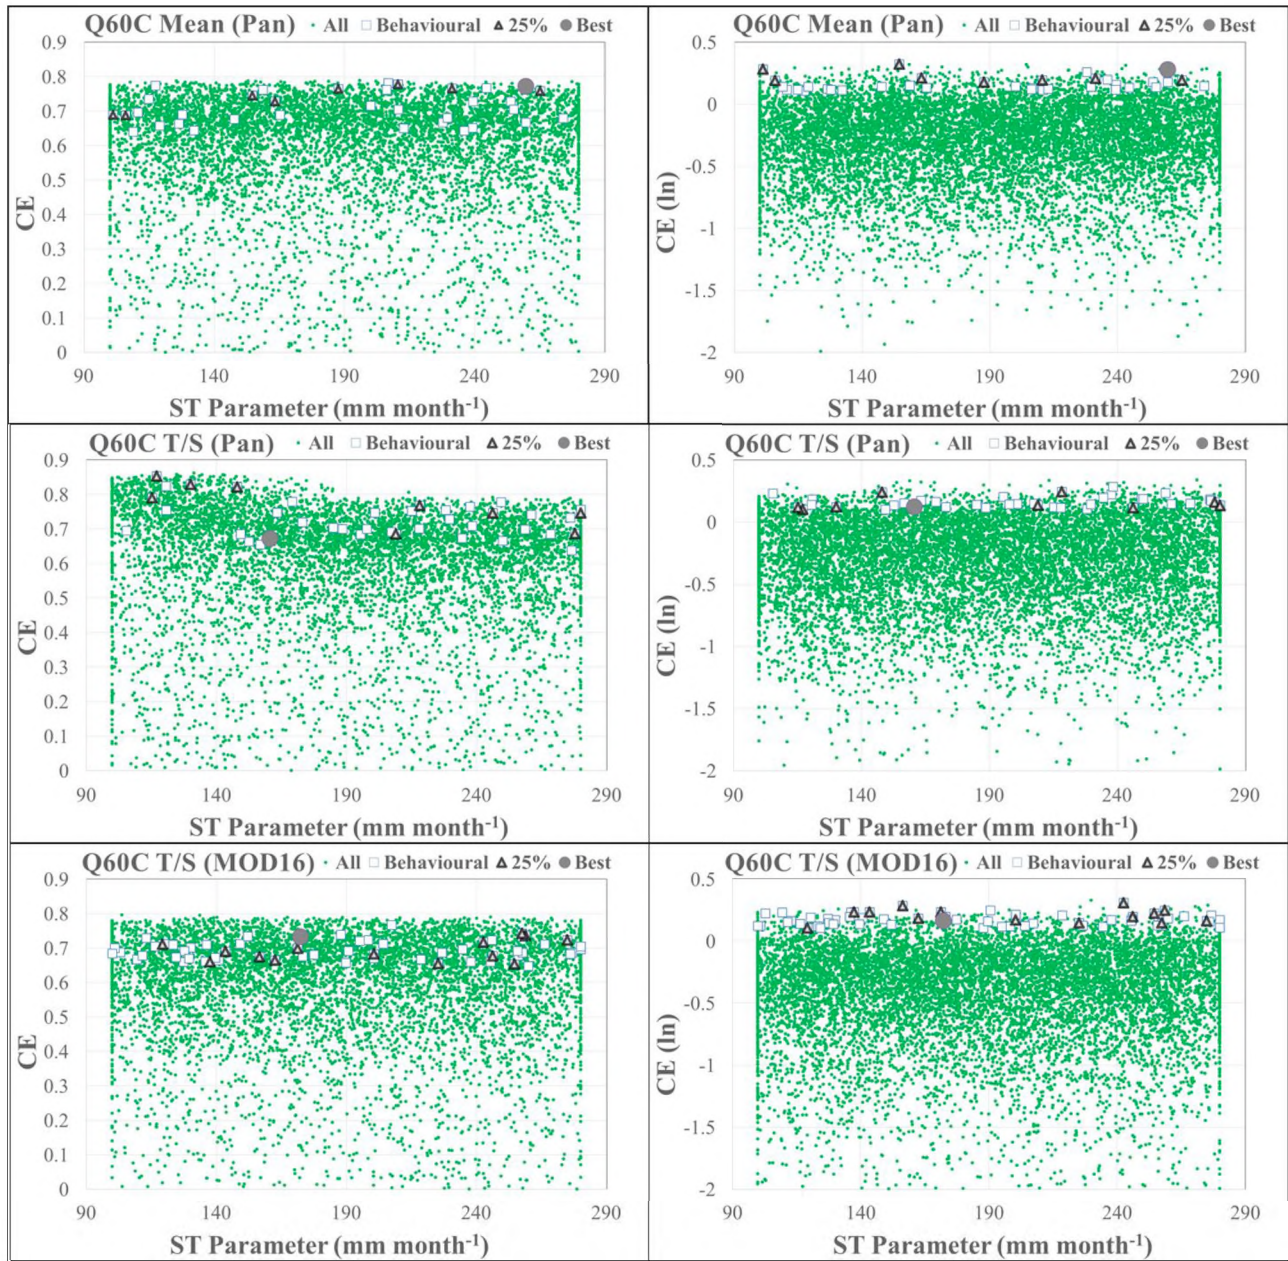 Q60C Mean (Pan) • All □ Behavioural △ 25% ● Best
0.9
0.8
0.7
0.6
0.5
0.4
0.3
0.2
0.1
0
CE
90 140 190 240 290
ST Parameter (mm month⁻¹)
Q60C Mean (Pan) • All □ Behavioural △ 25% ● Best
0.5
0
-0.5
-1
-1.5
-2
CE (ln)
90 140 190 240 290
ST Parameter (mm month⁻¹)
Q60C T/S (Pan) • All □ Behavioural △ 25% ● Best
0.9
0.8
0.7
0.6
0.5
0.4
0.3
0.2
0.1
0
CE
90 140 190 240 290
ST Parameter (mm month⁻¹)
Q60C T/S (Pan) • All □ Behavioural △ 25% ● Best
0.5
0
-0.5
-1
-1.5
-2
CE (ln)
90 140 190 240 290
ST Parameter (mm month⁻¹)
Q60C T/S (MOD16) • All □ Behavioural △ 25% ● Best
0.9
0.8
0.7
0.6
0.5
0.4
0.3
0.2
0.1
0
CE
90 140 190 240 290
ST Parameter (mm month⁻¹)
Q60C T/S (MOD16) • All □ Behavioural △ 25% ● Best
0.5
0
-0.5
-1
-1.5
-2
CE (ln)
90 140 190 240 290
ST Parameter (mm month⁻¹)